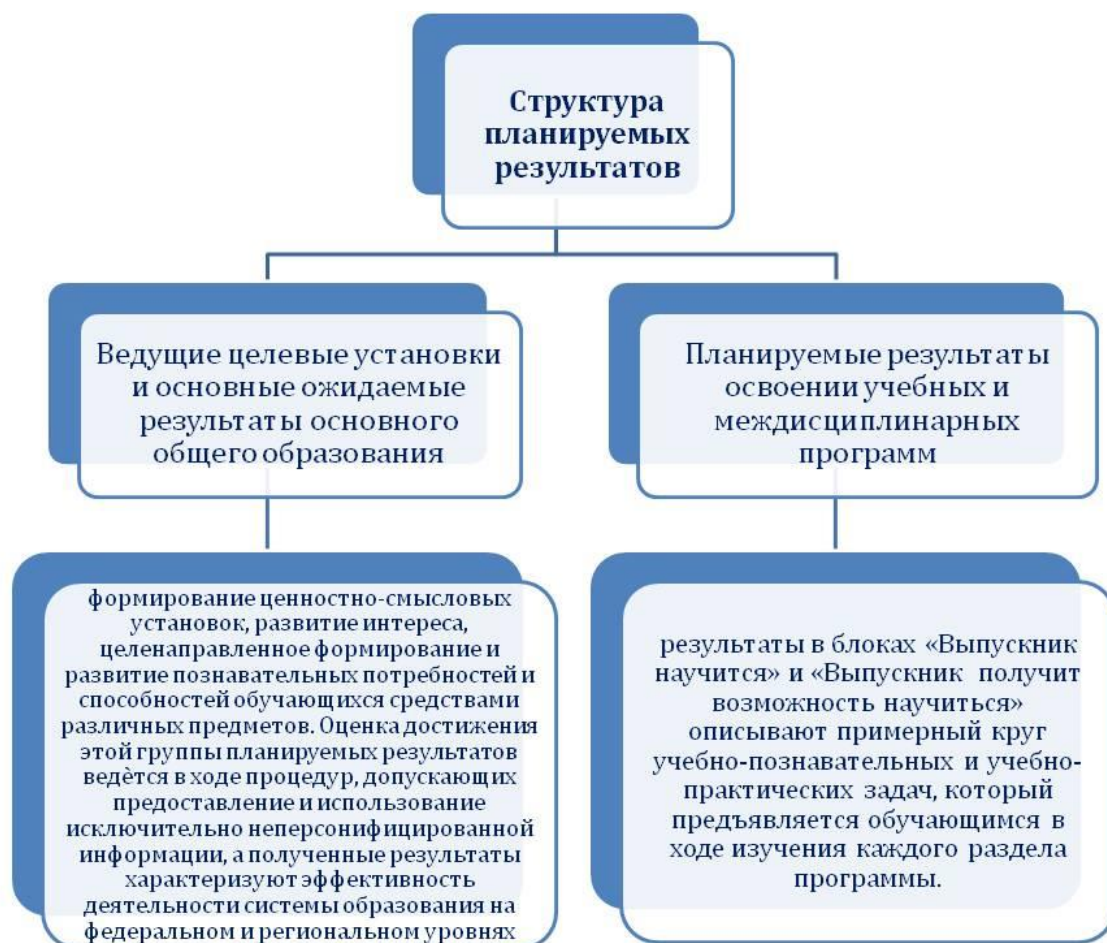 Структура
планируемых
результатов
Ведущие целевые установки
и основные ожидаемые
результаты основного
общего образования
Планируемые результаты
освоении учебных и
междисциплинарных
программ
формирование ценностно-смысловых
установок, развитие интереса,
целенаправленное формирование и
развитие познавательных потребностей и
способностей обучающихся средствами
различных предметов. Оценка достижения
этой группы планируемых результатов
ведѐтся в ходе процедур, допускающих
предоставление и использование
исключительно неперсонифицированной
информации, а полученные результаты
характеризуют эффективность
деятельности системы образования на
федеральном и региональном уровнях
результаты в блоках «Выпускник
научится» и «Выпускник получит
возможность научиться»
описывают примерный круг
учебно-познавательных и учебно-
практических задач, который
предъявляется обучающимся в
ходе изучения каждого раздела
программы.